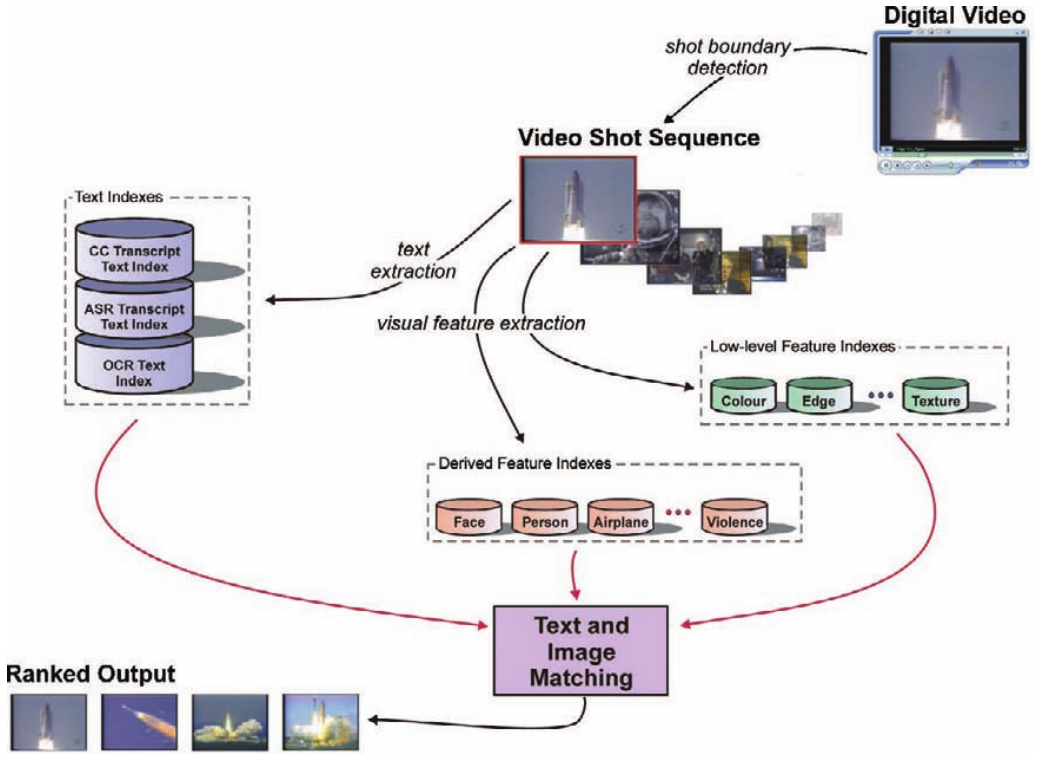 Digital Video
shot boundary
detection
Video Shot Sequence
Text Indexes
CC Transcript
Text Index
ASR Transcript
Text Index
OCR Text
Index
text
extraction
visual feature extraction
Low-level Feature Indexes
Colour
Edge
Texture
Derived Feature Indexes
Face
Person
Airplane
Violence
Text and
Image
Matching
Ranked Output